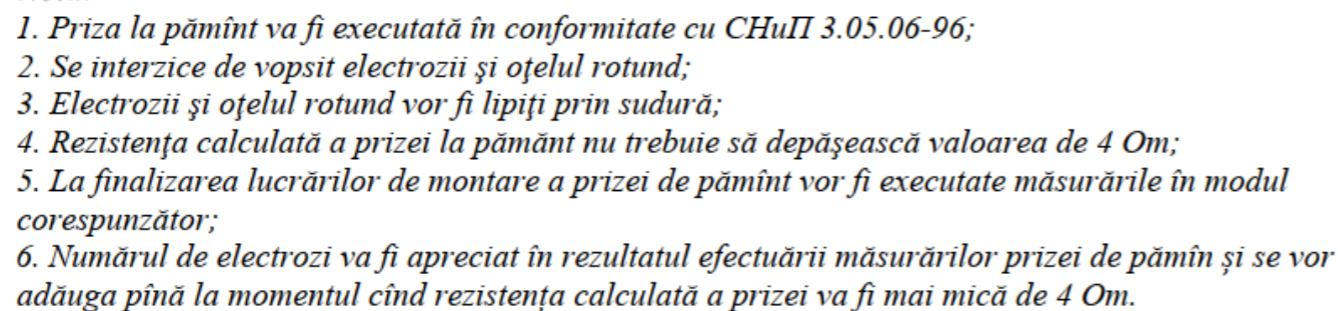 1. Priza la pămînt va fi executată în conformitate cu СНиП 3.05.06-96;
2. Se interzice de vopsit electrozii şi oţelul rotund;
3. Electrozii şi oţelul rotund vor fi lipiţi prin sudură;
4. Rezistenţa calculată a prizei la pămănt nu trebuie să depăşească valoarea de 4 Om;
5. La finalizarea lucrărilor de montare a prizei de pămînt vor fi executate măsurările în modul
corespunzător;
6. Numărul de electrozi va fi apreciat în rezultatul efectuării măsurărilor prizei de pămîn și se vor
adăuga pînă la momentul cînd rezistența calculată a prizei va fi mai mică de 4 Om.